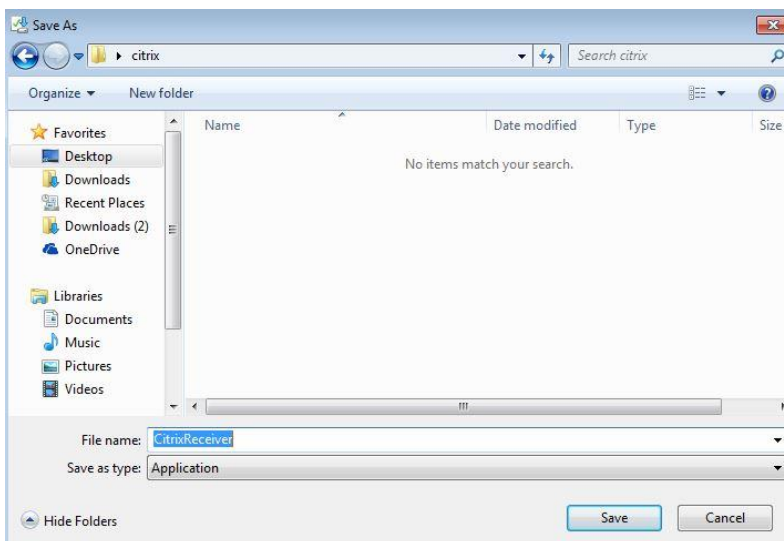 Save As
citrix
Search citrix
Organize
New folder
Favorites
Desktop
Downloads
Recent Places
Downloads (2)
OneDrive
Libraries
Documents
Music
Pictures
Videos
Name
Date modified
Type
Size
No items match your search.
File name: CitrixReceiver
Save as type: Application
Hide Folders
Save
Cancel